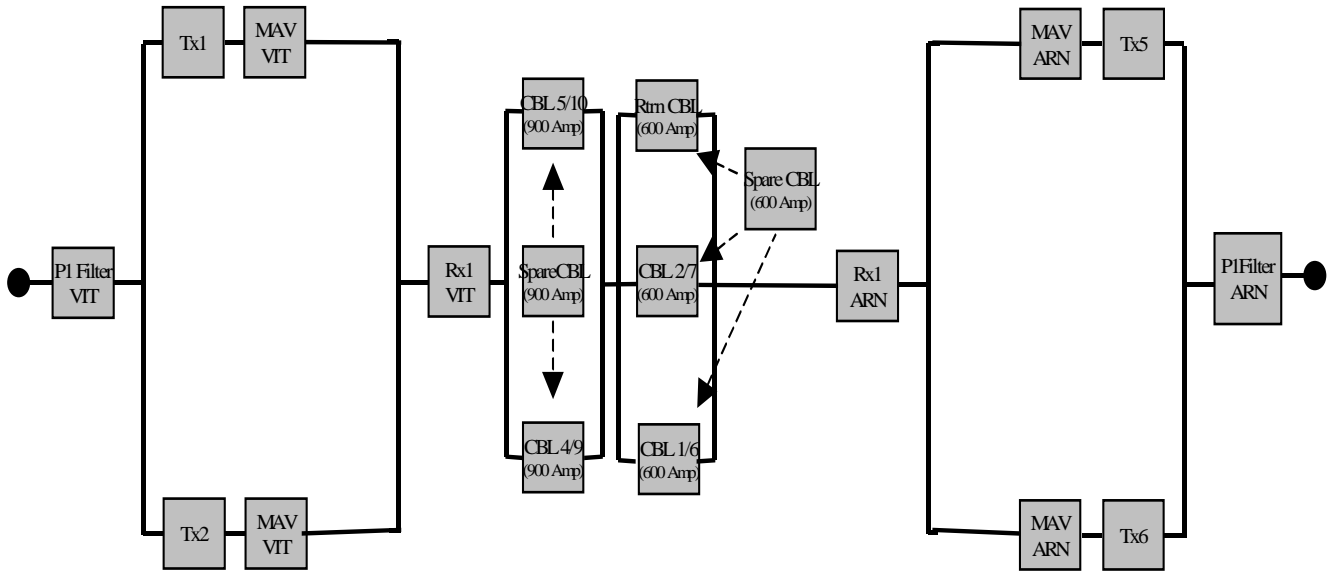 Tx1
MAV
VIT
MAV
ARN
Tx5
CBL 5/10
(900 Amp)
Rtrn CBL
(600 Amp)
Spare CBL
(600 Amp)
P1 Filter
VIT
Rx1
VIT
SpareCBL
(900 Amp)
CBL 2/7
(600 Amp)
Rx1
ARN
P1Filter
ARN
CBL 4/9
(900 Amp)
CBL 1/6
(600 Amp)
Tx2
MAV
VIT
MAV
ARN
Tx6